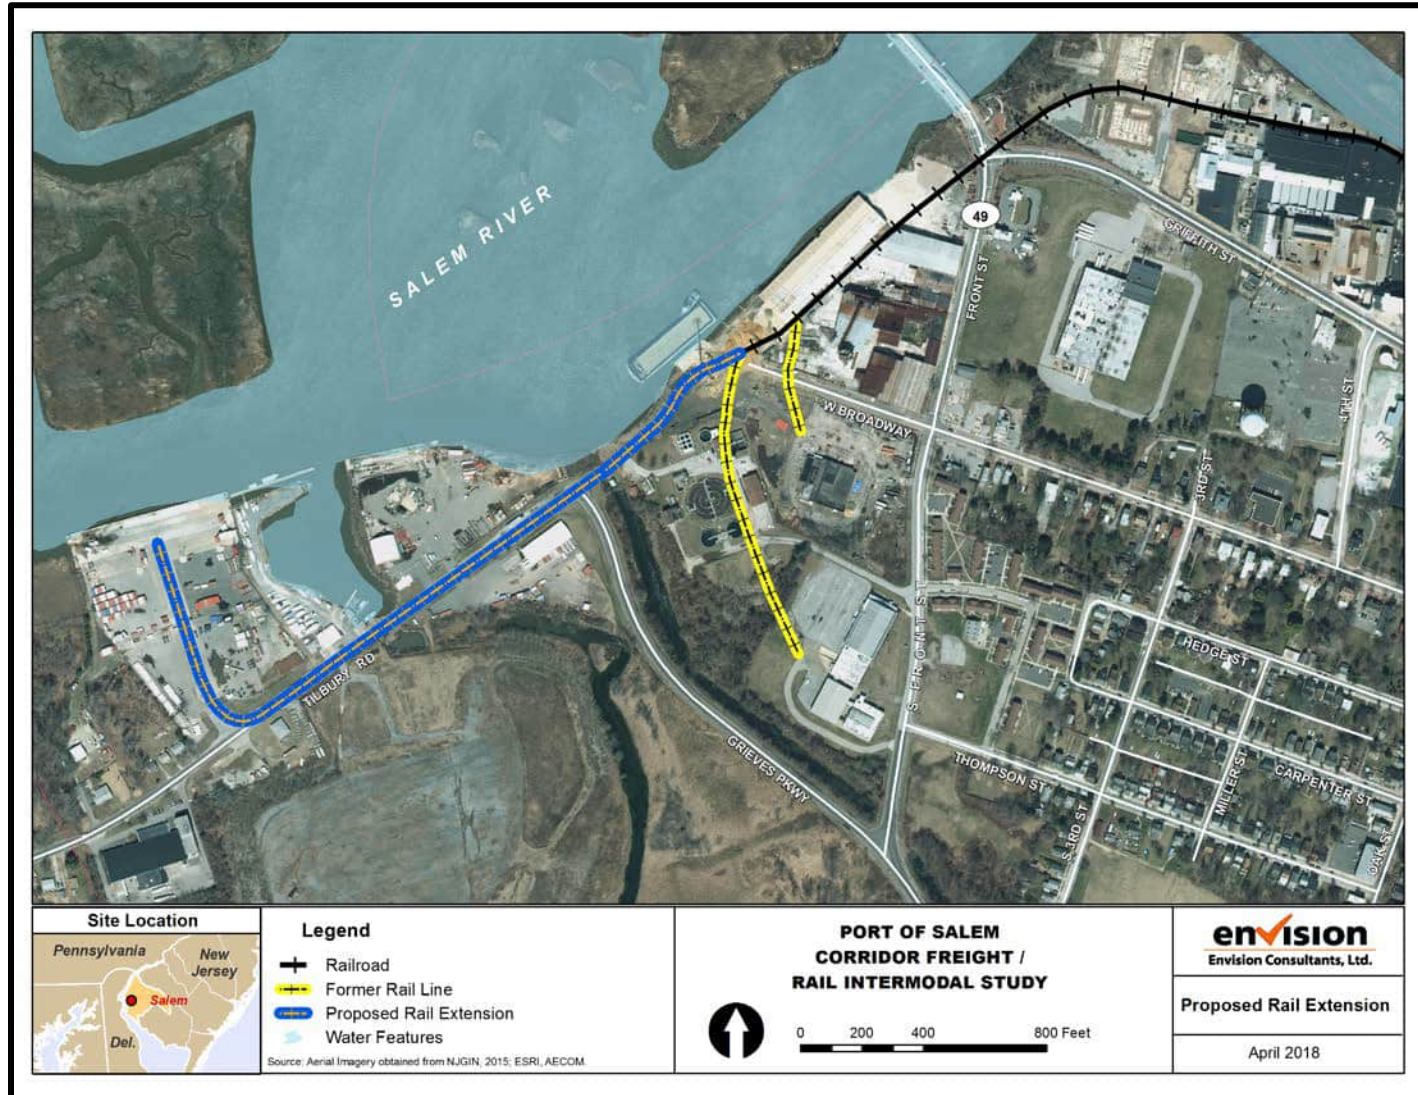 SALEM RIVER
49
GRIFFITH ST
FRONT ST
4TH ST
W BROADWAY
3RD ST
S FRONT ST
HEDGE ST
TILBURY RD
GRIEVES PKWY
THOMPSON ST
CARPENTER ST
MILLER ST
S 3RD ST
OAK ST
Site Location
Pennsylvania
New
Jersey
Salem
Del.
Legend
Railroad
Former Rail Line
Proposed Rail Extension
Water Features
Source: Aerial Imagery obtained from NJGIN, 2015; ESRI, AECOM.
PORT OF SALEM
CORRIDOR FREIGHT /
RAIL INTERMODAL STUDY
0 200 400 800 Feet
envision
Envision Consultants, Ltd.
Proposed Rail Extension
April 2018